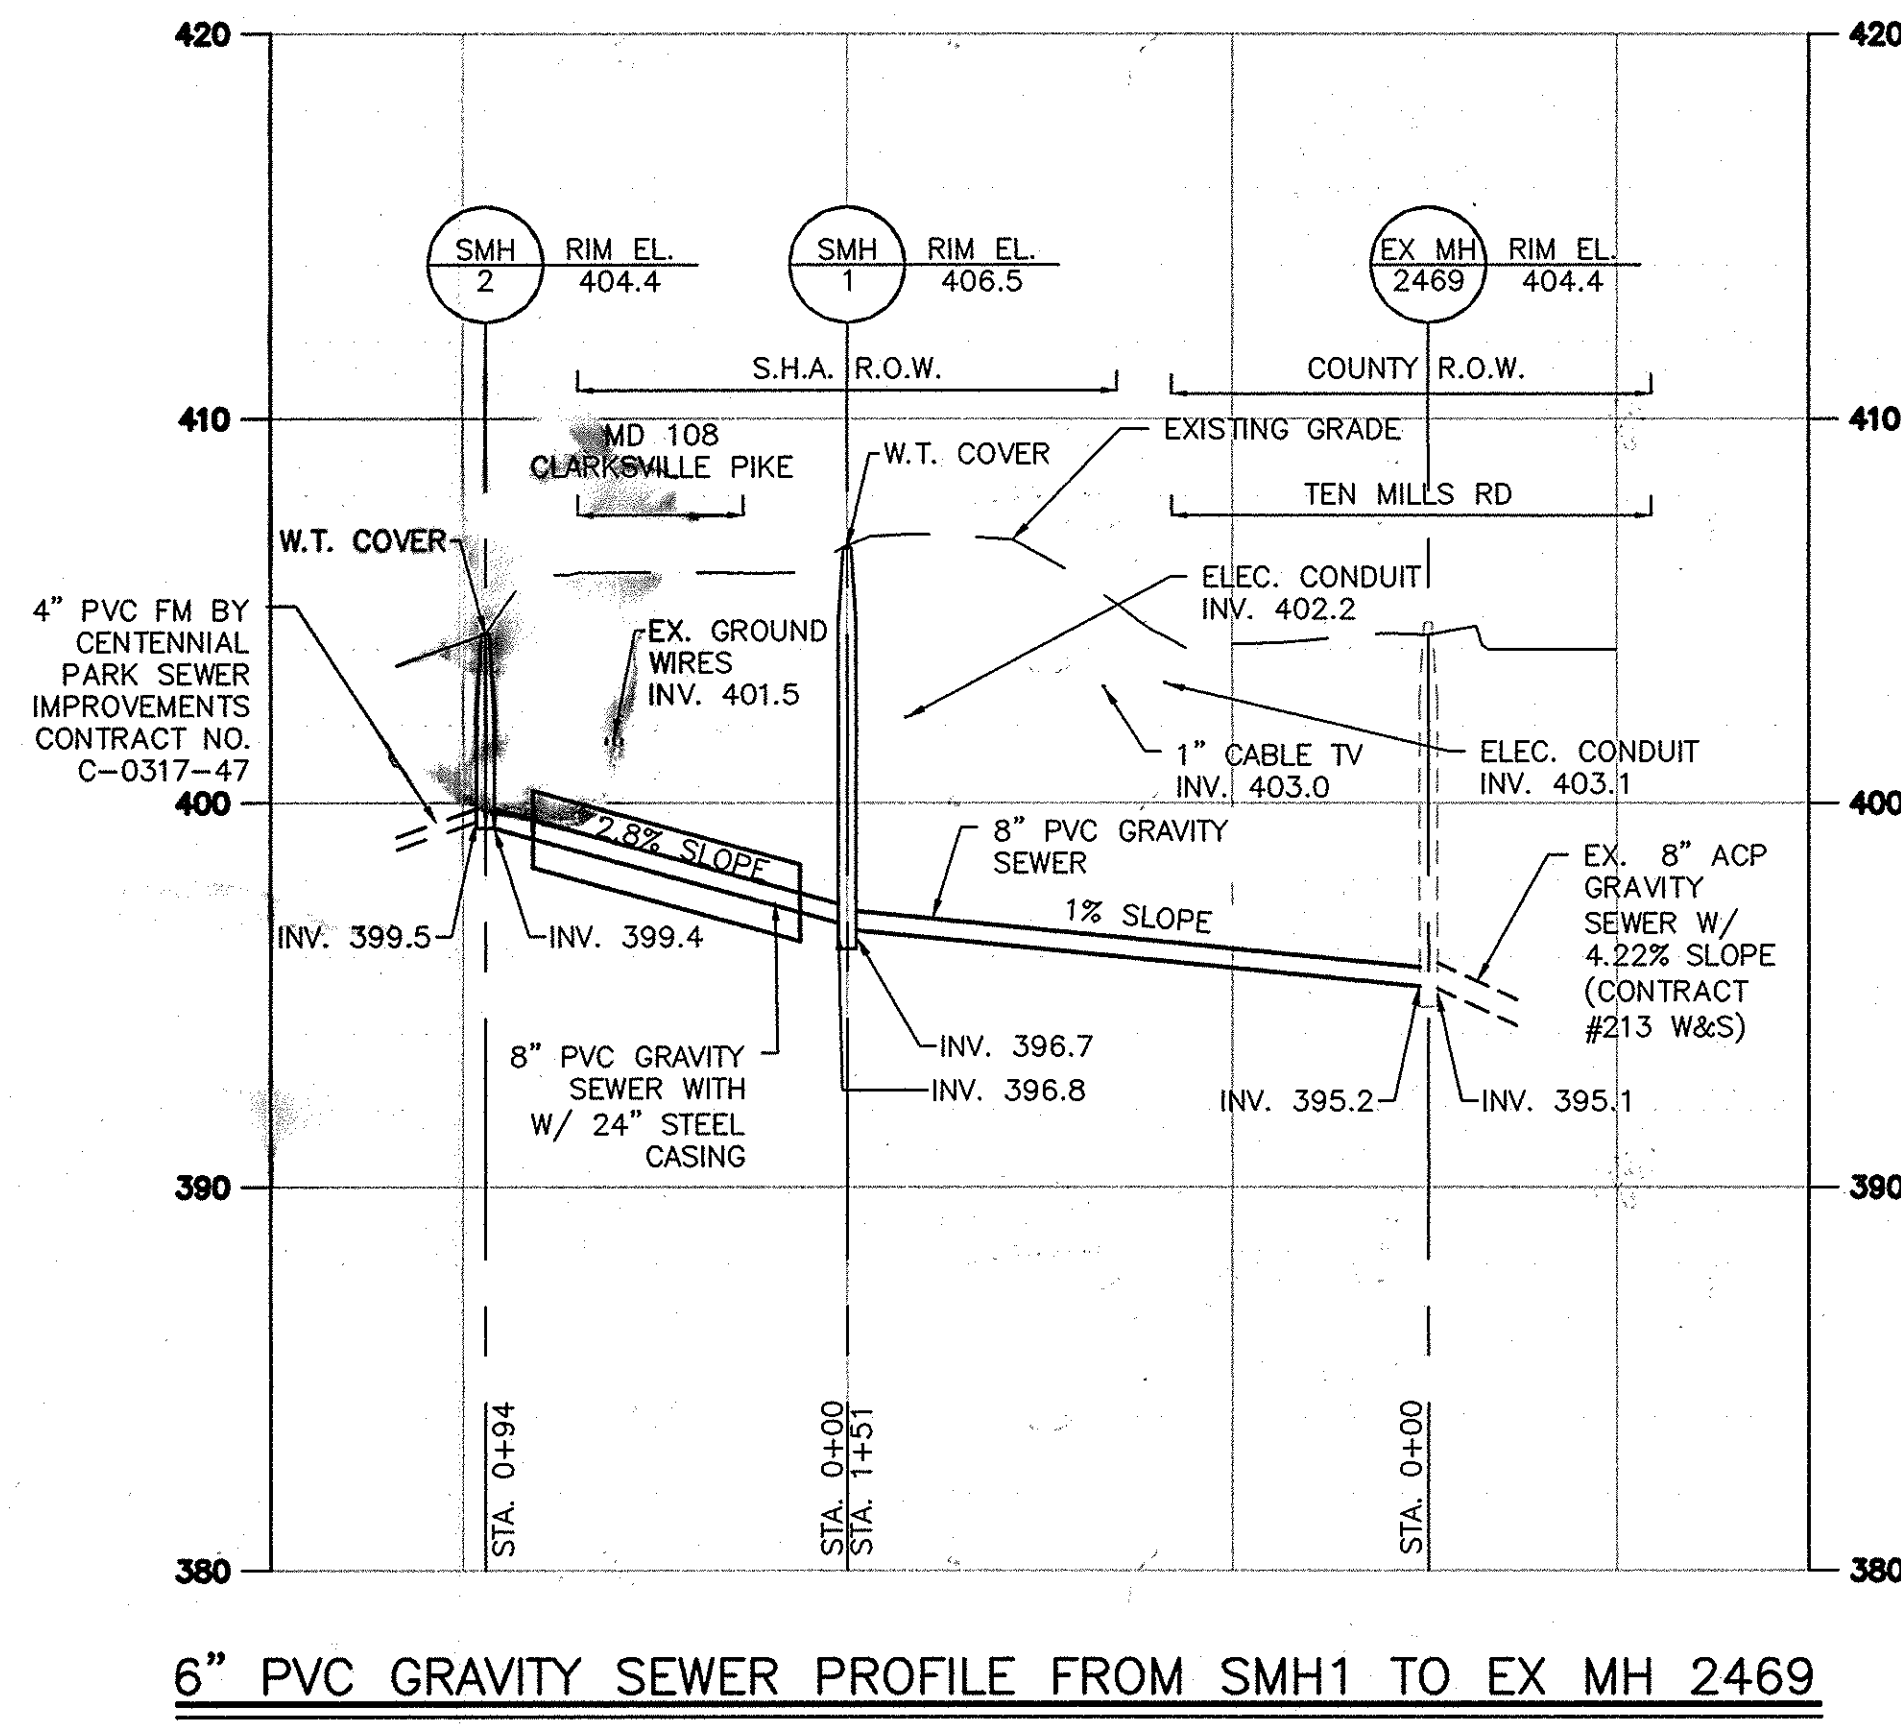 420
420
SMH
2
RIM EL.
404.4
SMH
1
RIM EL.
406.5
EX MH
2469
RIM EL.
404.4
S.H.A. R.O.W.
COUNTY R.O.W.
410
410
MD 108
CLARKSVILLE PIKE
W.T. COVER
EXISTING GRADE
TEN MILLS RD
W.T. COVER
4" PVC FM BY
CENTENNIAL
PARK SEWER
IMPROVEMENTS
CONTRACT NO.
C-0317-47
EX. GROUND
WIRES
INV. 401.5
ELEC. CONDUIT
INV. 402.2
1" CABLE TV
INV. 403.0
ELEC. CONDUIT
INV. 403.1
400
400
2.8% SLOPE
8" PVC GRAVITY
SEWER
1% SLOPE
EX. 8" ACP
GRAVITY
SEWER W/
4.22% SLOPE
(CONTRACT
#213 W&S)
INV. 399.5
INV. 399.4
8" PVC GRAVITY
SEWER WITH
W/ 24" STEEL
CASING
INV. 396.7
INV. 396.8
INV. 395.2
INV. 395.1
390
390
STA. 0+94
STA. 0+00
STA. 1+51
STA. 0+00
380
380
6" PVC GRAVITY SEWER PROFILE FROM SMH1 TO EX MH 2469